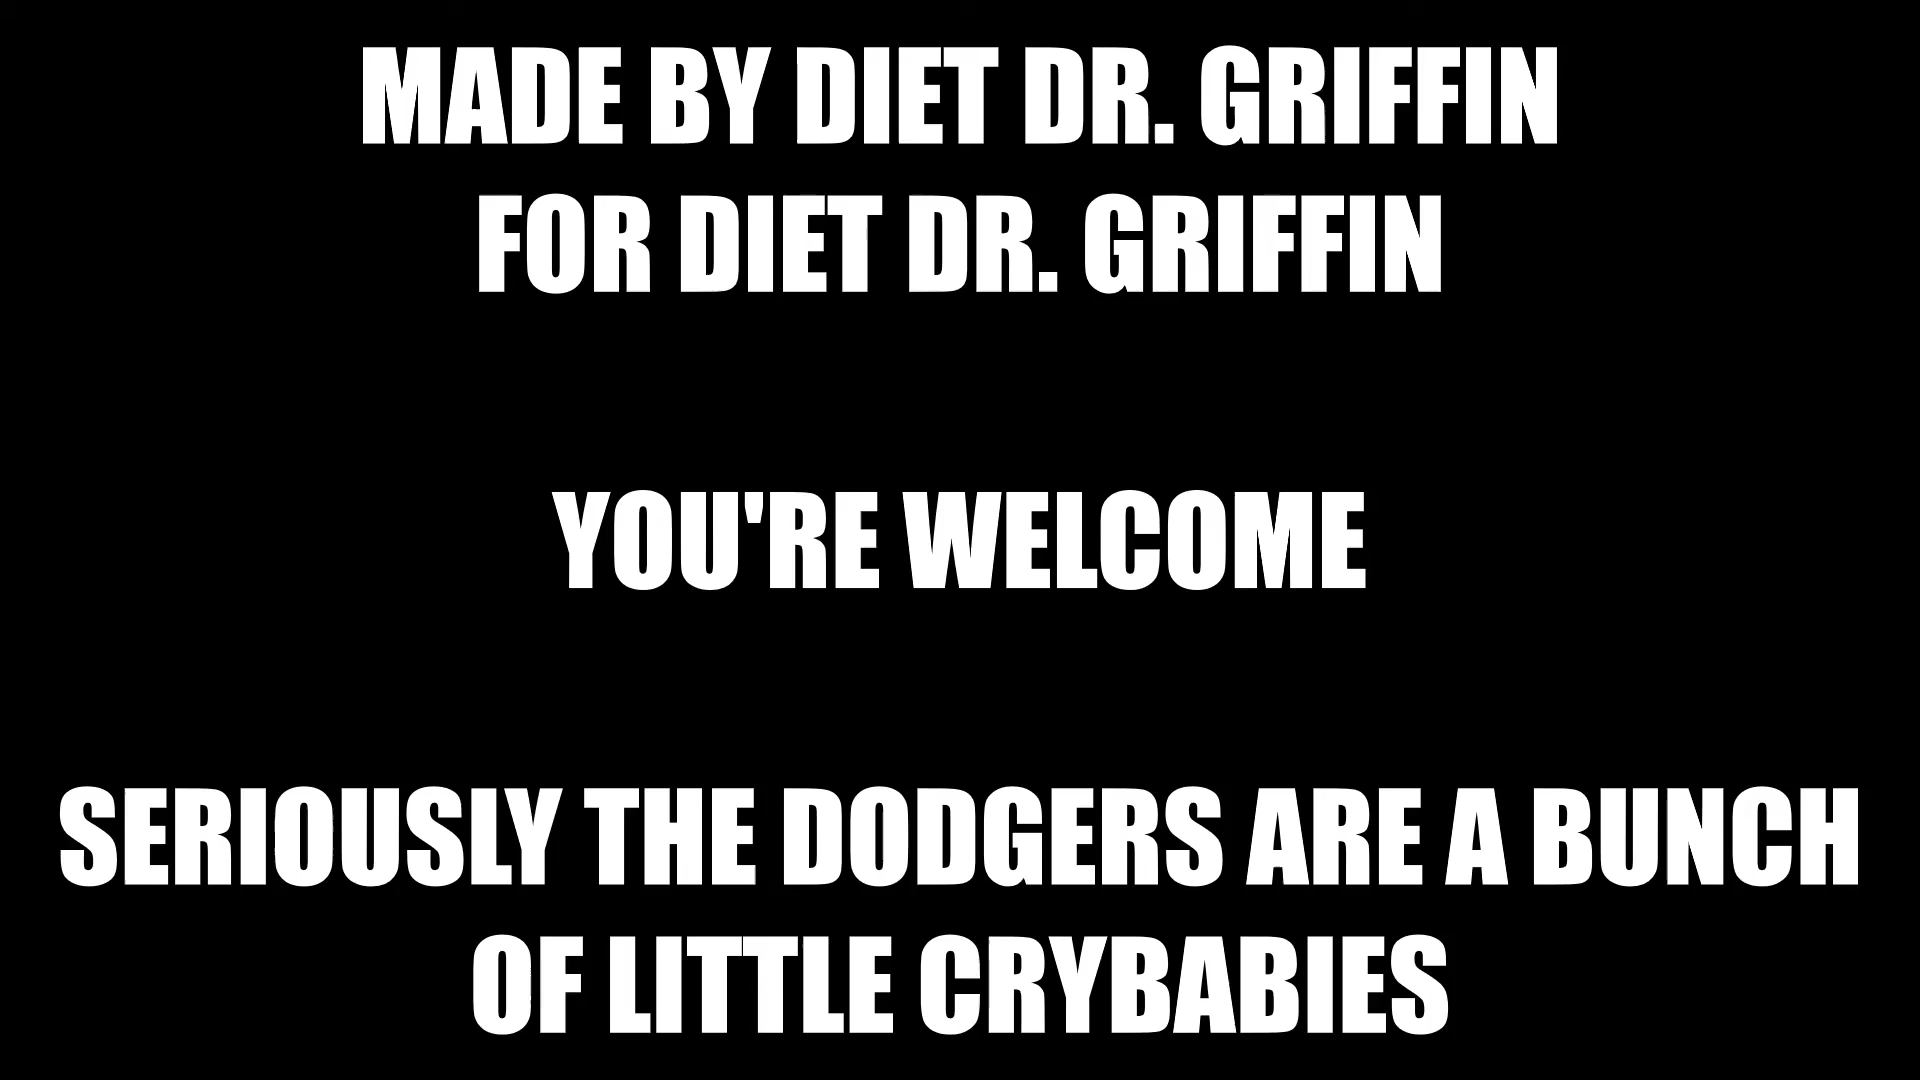 MADE BY DIET DR. GRIFFIN
FOR DIET DR. GRIFFIN
YOU'RE WELCOME
SERIOUSLY THE DODGERS ARE A BUNCH
OF LITTLE CRYBABIES